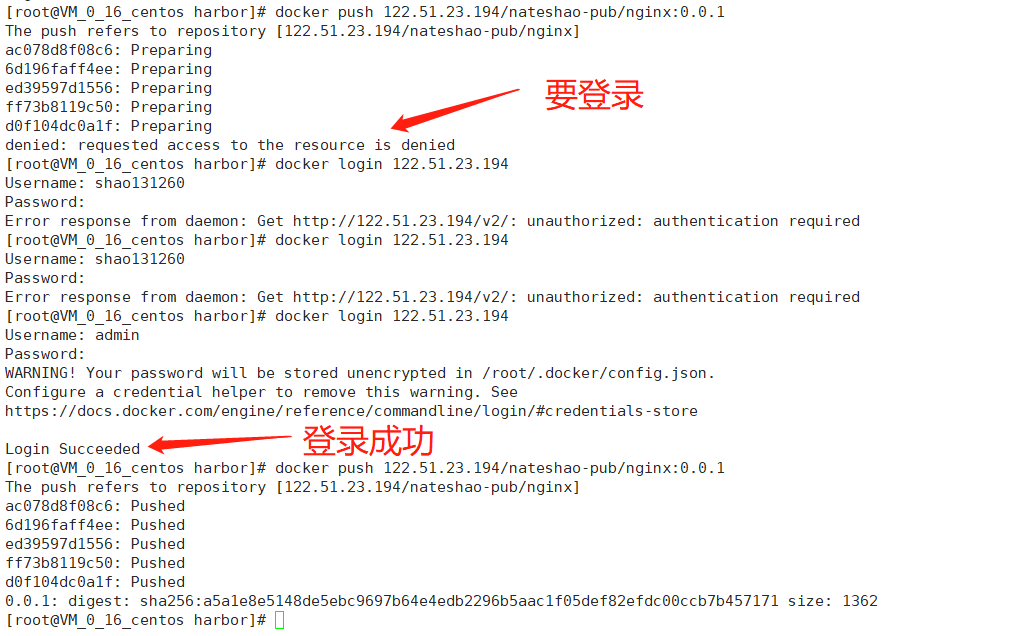 [root@VM_0_16_centos harbor]# docker push 122.51.23.194/nateshao-pub/nginx:0.0.1
The push refers to repository [122.51.23.194/nateshao-pub/nginx]
ac078d8f08c6: Preparing
6d196faff4ee: Preparing
ed39597d1556: Preparing
ff73b8119c50: Preparing
要登录
d0f104dc0a1f: Preparing
denied: requested access to the resource is denied
[root@VM_0_16_centos harbor]# docker login 122.51.23.194
Username: shao131260
Password:
Error response from daemon: Get http://122.51.23.194/v2/: unauthorized: authentication required
[root@VM_0_16_centos harbor]# docker login 122.51.23.194
Username: shao131260
Password:
Error response from daemon: Get http://122.51.23.194/v2/: unauthorized: authentication required
[root@VM_0_16_centos harbor]# docker login 122.51.23.194
Username: admin
Password:
WARNING! Your password will be stored unencrypted in /root/.docker/config.json.
Configure a credential helper to remove this warning. See
https://docs.docker.com/engine/reference/commandline/login/#credentials-store
Login Succeeded
登录成功
[root@VM_0_16_centos harbor]# docker push 122.51.23.194/nateshao-pub/nginx:0.0.1
The push refers to repository [122.51.23.194/nateshao-pub/nginx]
ac078d8f08c6: Pushed
6d196faff4ee: Pushed
ed39597d1556: Pushed
ff73b8119c50: Pushed
d0f104dc0a1f: Pushed
0.0.1: digest: sha256:a5a1e8e5148de5ebc9697b64e4edb2296b5aac1f05def82efdc00ccb7b457171 size: 1362
[root@VM_0_16_centos harbor]#